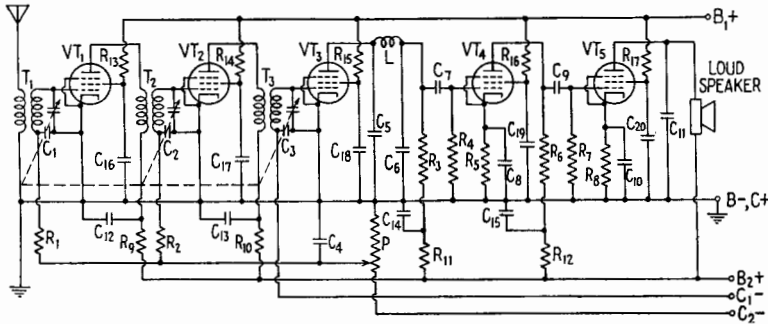 B₁+
VT₁
R₁₃
VT₂
R₁₄
VT₃
R₁₅
L
VT₄
R₁₆
VT₅
R₁₇
T₁
T₂
T₃
C₇
C₉
LOUD
SPEAKER
C₁
C₂
C₃
C₅
C₁₉
C₂₀
C₁₁
C₁₆
C₁₇
C₁₈
C₆
R₃
R₄
R₅
C₈
R₆
R₇
R₈
C₁₀
B-, C+
C₁₂
C₁₃
C₁₄
C₁₅
R₁
R₉
R₂
R₁₀
C₄
P
R₁₁
R₁₂
B₂+
C₁-
C₂-